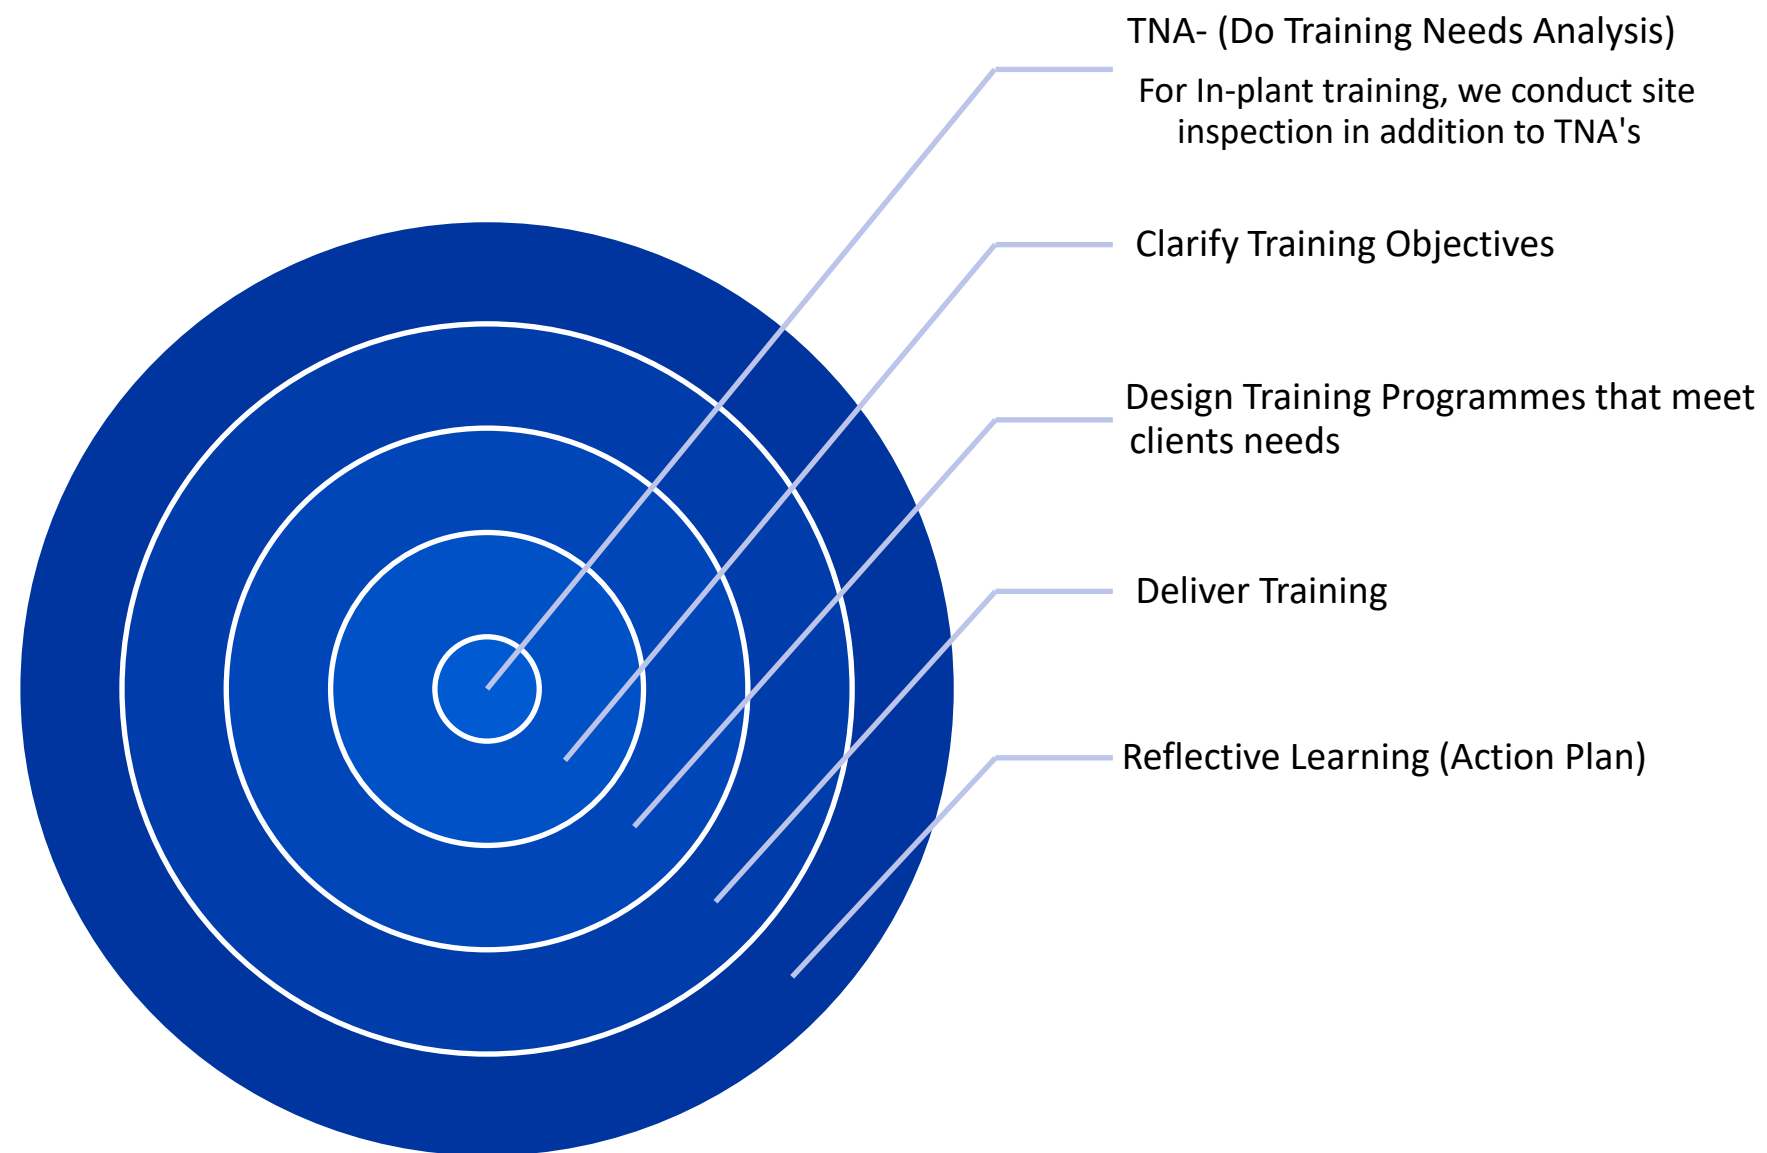 TNA- (Do Training Needs Analysis)
For In-plant training, we conduct site
inspection in addition to TNA's
Clarify Training Objectives
Design Training Programmes that meet
clients needs
Deliver Training
Reflective Learning (Action Plan)